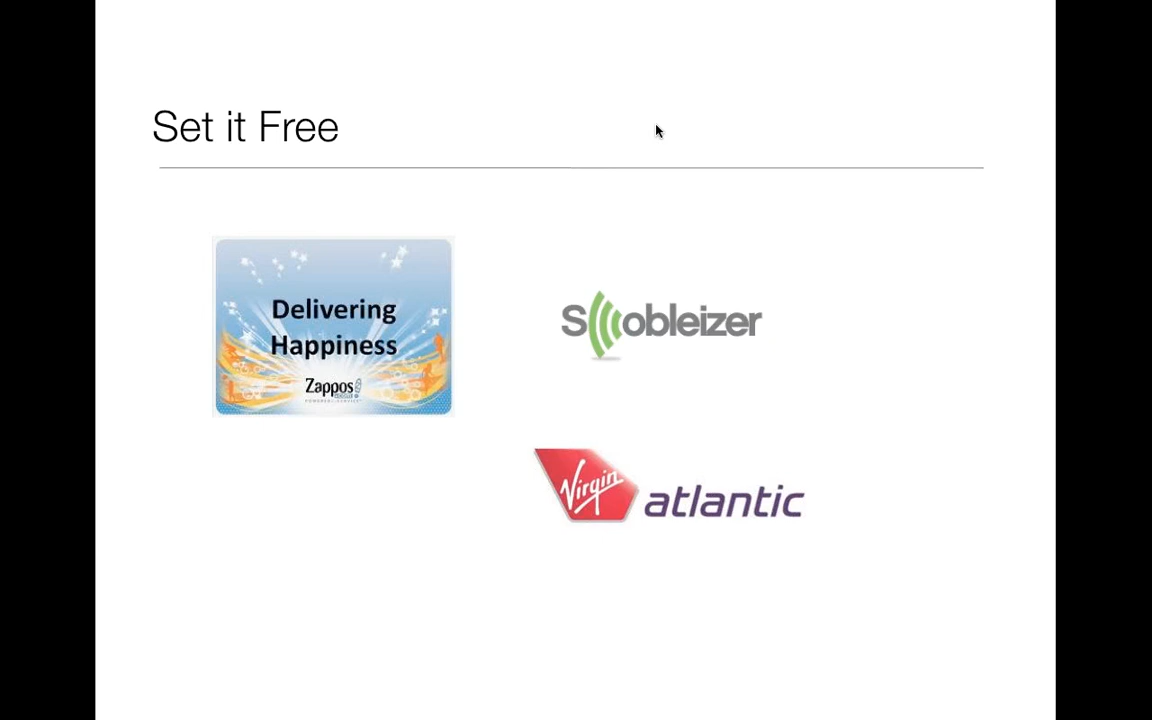 Set it Free
Delivering
Happiness
Zappos
Scobleizer
Virgin atlantic